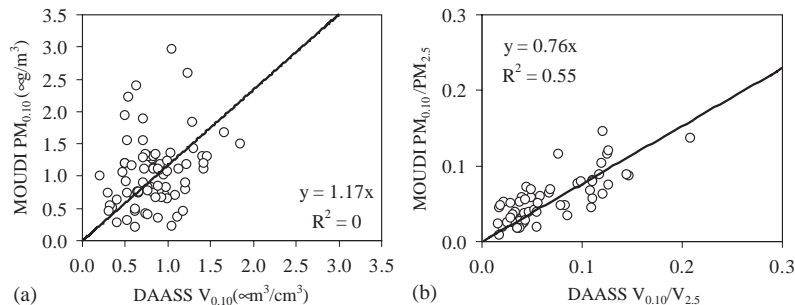 3.5
3.0
2.5
2.0
1.5
1.0
0.5
0.0
MOUDI PM0.10 (∝g/m3)
y = 1.17x
R2 = 0
0.0 0.5 1.0 1.5 2.0 2.5 3.0 3.5
(a) DAASS V0.10(∝m3/cm3)
0.3
0.2
0.1
0.0
MOUDI PM0.10/PM2.5
y = 0.76x
R2 = 0.55
0.0 0.1 0.2 0.3
(b) DAASS V0.10/V2.5